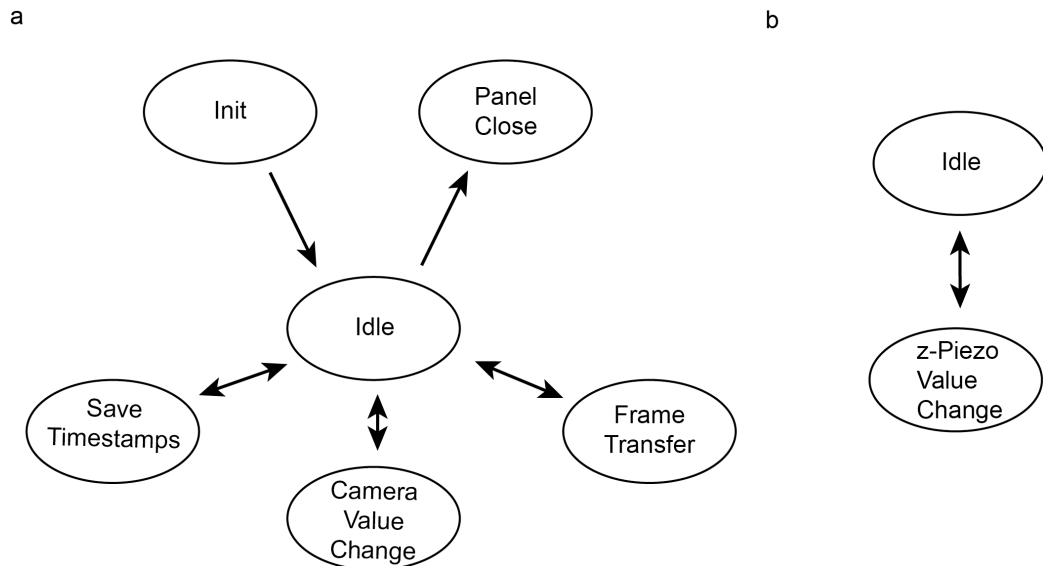 a
b
Init
Panel
Close
Idle
Idle
Save
Timestamps
Camera
Value
Change
Frame
Transfer
z-Piezo
Value
Change